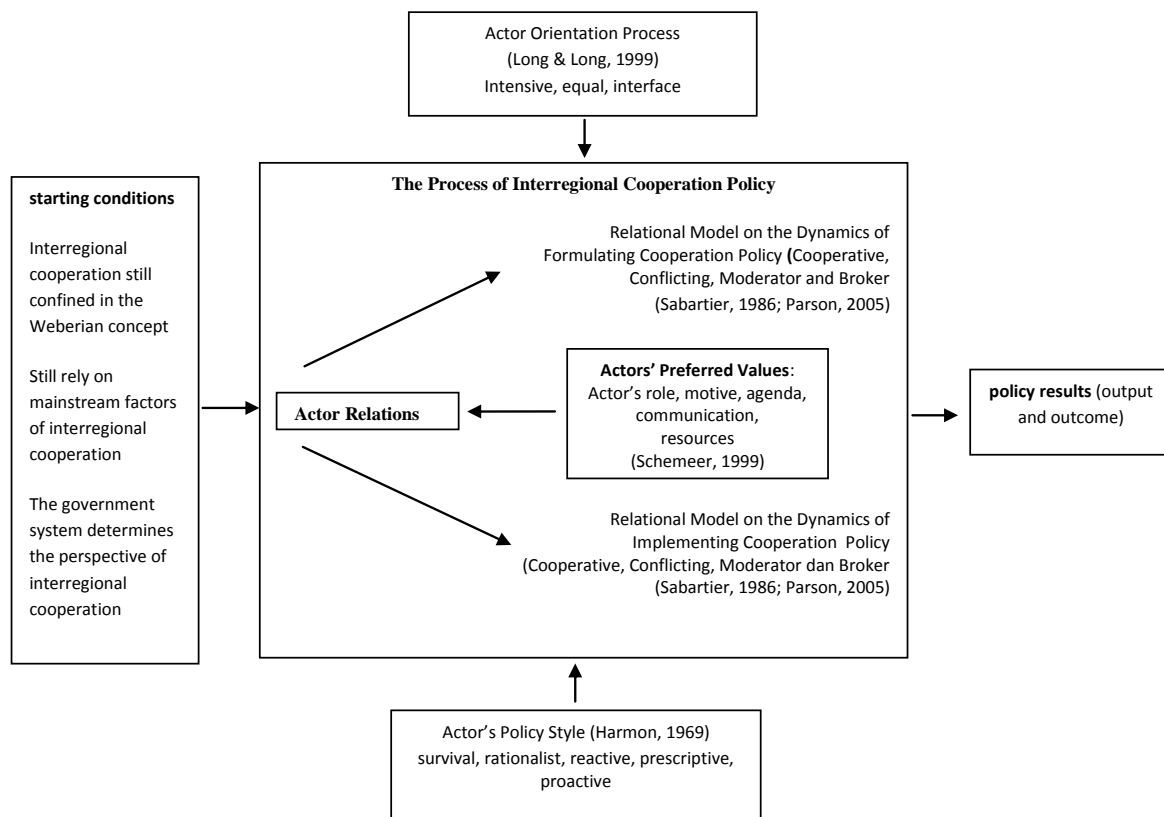 Actor Orientation Process
(Long & Long, 1999)
Intensive, equal, interface
starting conditions
Interregional
cooperation still
confined in the
Weberian concept
Still rely on
mainstream factors
of interregional
cooperation
The government
system determines
the perspective of
interregional
cooperation
The Process of Interregional Cooperation Policy
Relational Model on the Dynamics of
Formulating Cooperation Policy (Cooperative,
Conflicting, Moderator and Broker
(Sabartier, 1986; Parson, 2005)
Actor Relations
Actors' Preferred Values:
Actor's role, motive, agenda,
communication,
resources
(Schemeer, 1999)
Relational Model on the Dynamics of
Implementing Cooperation Policy
(Cooperative, Conflicting, Moderator dan Broker
(Sabartier, 1986; Parson, 2005)
policy results (output
and outcome)
Actor's Policy Style (Harmon, 1969)
survival, rationalist, reactive, prescriptive,
proactive